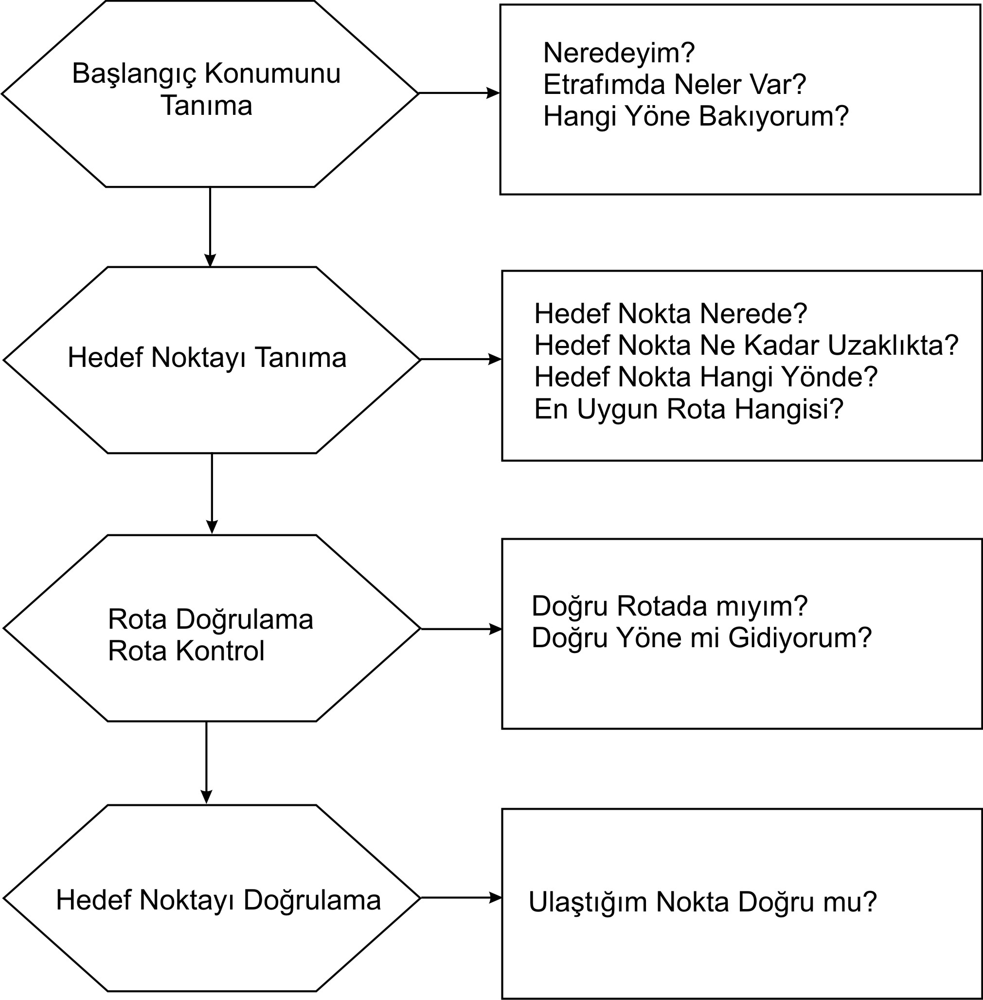 Başlangıç Konumunu
Tanıma
Neredeyim?
Etrafımda Neler Var?
Hangi Yöne Bakıyorum?
Hedef Noktayı Tanıma
Hedef Nokta Nerede?
Hedef Nokta Ne Kadar Uzaklıkta?
Hedef Nokta Hangi Yönde?
En Uygun Rota Hangisi?
Rota Doğrulama
Rota Kontrol
Doğru Rotada mıyım?
Doğru Yöne mi Gidiyorum?
Hedef Noktayı Doğrulama
Ulaştığım Nokta Doğru mu?